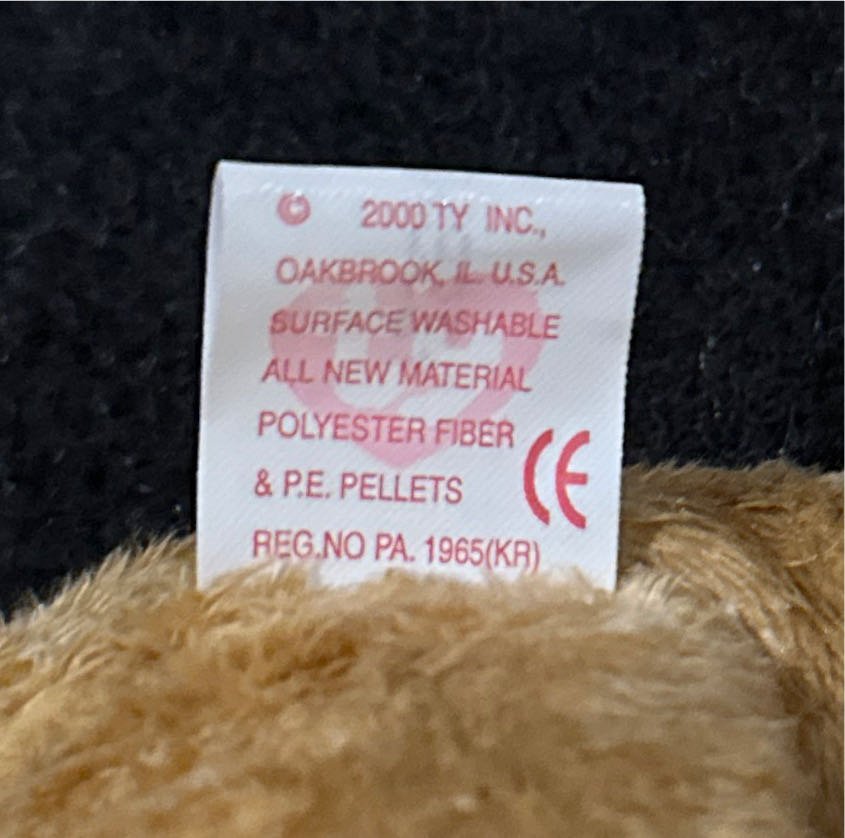 © 2000 TY INC.,
OAKBROOK, IL. U.S.A.
SURFACE WASHABLE
ALL NEW MATERIAL
POLYESTER FIBER
& P.E. PELLETS
CE
REG.NO PA. 1965(KR)